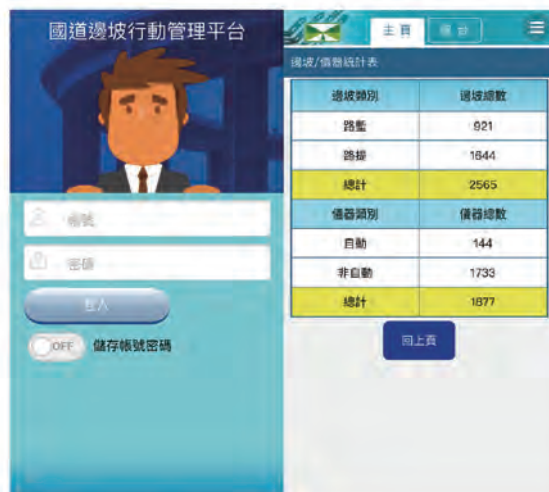 國道邊坡行動管理平台
帳號
密碼
登入
OFF 儲存帳號密碼
主頁
邊坡/儀器統計表
邊坡類別 邊坡總數
路塹 921
路堤 1644
總計 2565
儀器類別 儀器總數
自動 144
非自動 1733
總計 1877
回上頁